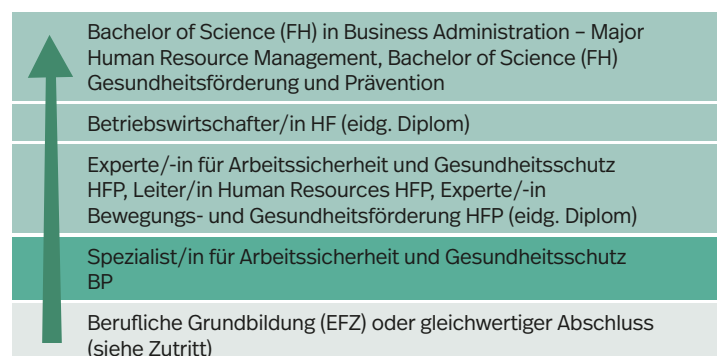 Bachelor of Science (FH) in Business Administration – Major
Human Resource Management, Bachelor of Science (FH)
Gesundheitsförderung und Prävention
Betriebswirtschafter/in HF (eidg. Diplom)
Experte/-in für Arbeitssicherheit und Gesundheitsschutz
HFP, Leiter/in Human Resources HFP, Experte/-in
Bewegungs- und Gesundheitsförderung HFP (eidg. Diplom)
Spezialist/in für Arbeitssicherheit und Gesundheitsschutz
BP
Berufliche Grundbildung (EFZ) oder gleichwertiger Abschluss
(siehe Zutritt)